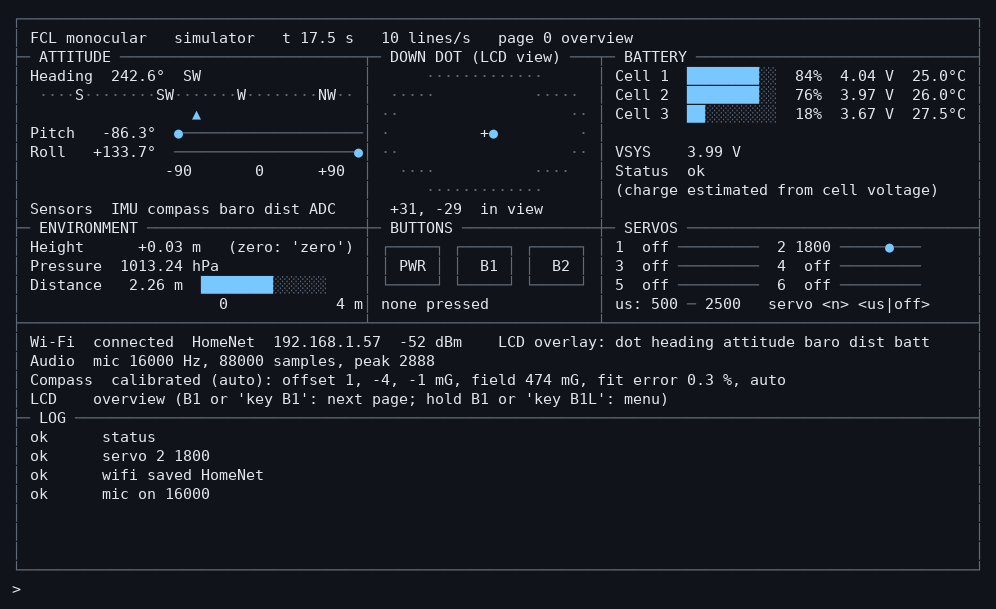 FCL monocular   simulator   t 17.5 s   10 lines/s   page 0 overview
ATTITUDE
Heading  242.6°  SW
····S········SW·······W········NW··
▲
Pitch   -86.3°
Roll   +133.7°
-90       0      +90
Sensors  IMU compass baro dist ADC
DOWN DOT (LCD view)
+
+31, -29  in view
BATTERY
Cell 1   84%  4.04 V  25.0°C
Cell 2   76%  3.97 V  26.0°C
Cell 3   18%  3.67 V  27.5°C
VSYS    3.99 V
Status  ok
(charge estimated from cell voltage)
ENVIRONMENT
Height      +0.03 m   (zero: 'zero')
Pressure  1013.24 hPa
Distance   2.26 m
0            4 m
BUTTONS
PWR   B1   B2
none pressed
SERVOS
1  off   2 1800
3  off   4  off
5  off   6  off
us: 500 ─ 2500   servo <n> <us|off>
Wi-Fi  connected  HomeNet  192.168.1.57  -52 dBm    LCD overlay: dot heading attitude baro dist batt
Audio  mic 16000 Hz, 88000 samples, peak 2888
Compass  calibrated (auto): offset 1, -4, -1 mG, field 474 mG, fit error 0.3 %, auto
LCD    overview (B1 or 'key B1': next page; hold B1 or 'key B1L': menu)
LOG
ok      status
ok      servo 2 1800
ok      wifi saved HomeNet
ok      mic on 16000
>